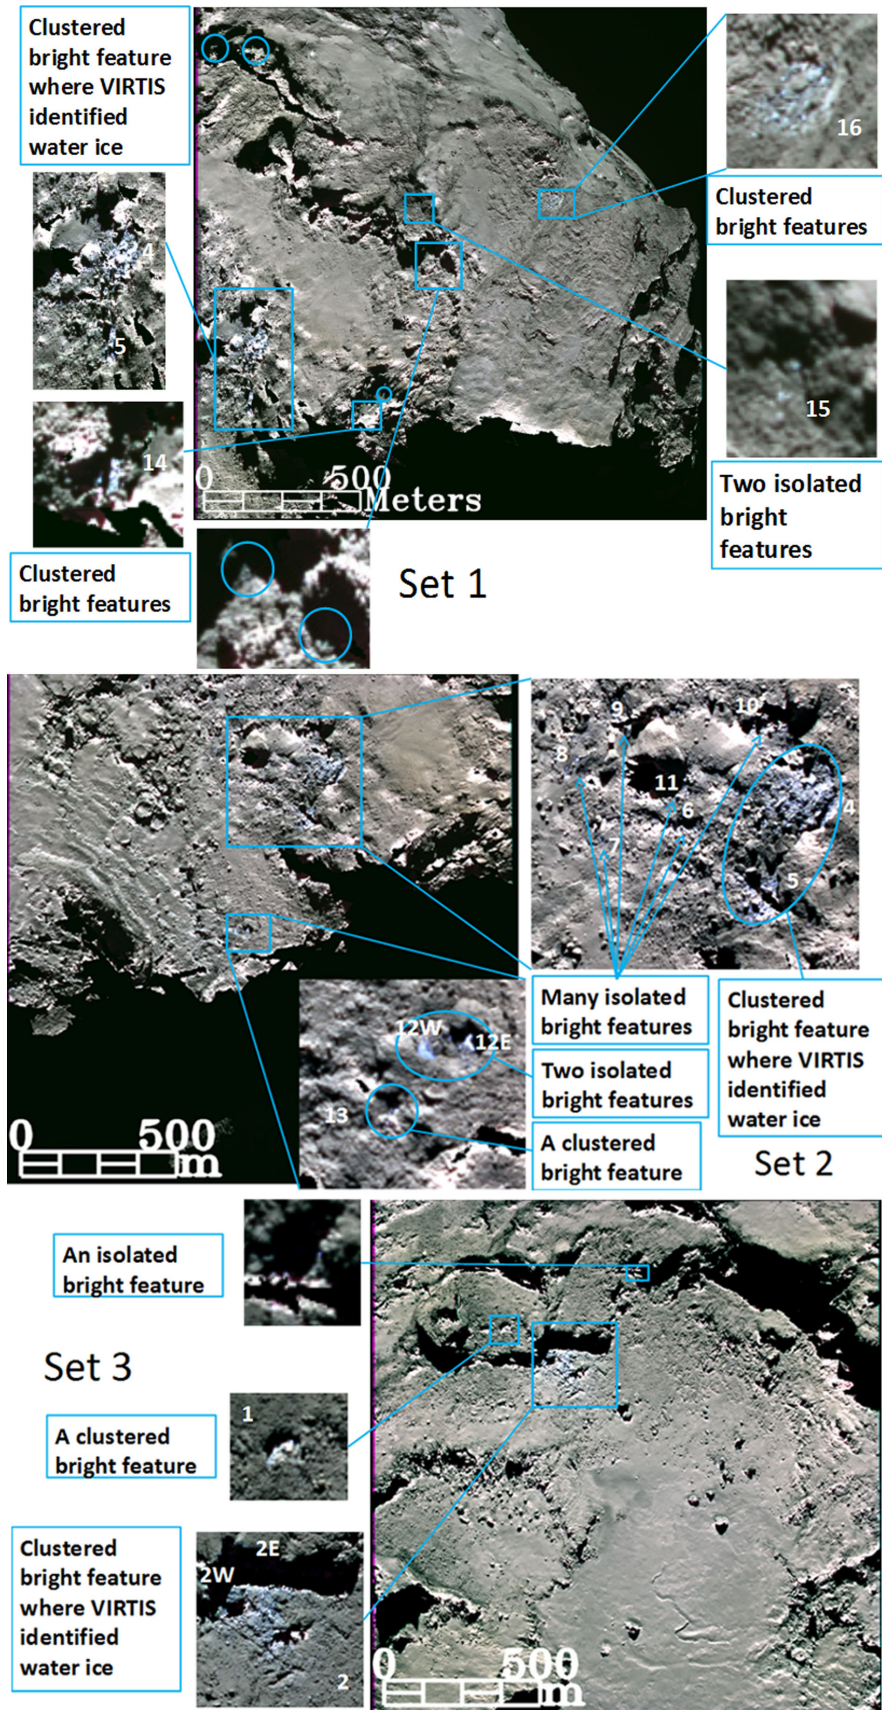 Clustered
bright feature
where VIRTIS
identified
water ice
16
Clustered
bright features
4
5
15
Two isolated
bright
features
14
Clustered
bright features
0 500
Meters
Set 1
9
10
8
11
6
4
7
5
Many isolated
bright features
Clustered
bright feature
where VIRTIS
identified
water ice
12W
12E
Two isolated
bright features
13
A clustered
bright feature
0 500
m
Set 2
An isolated
bright feature
Set 3
1
A clustered
bright feature
Clustered
bright feature
where VIRTIS
identified
water ice
2E
2W
2
0 500
m